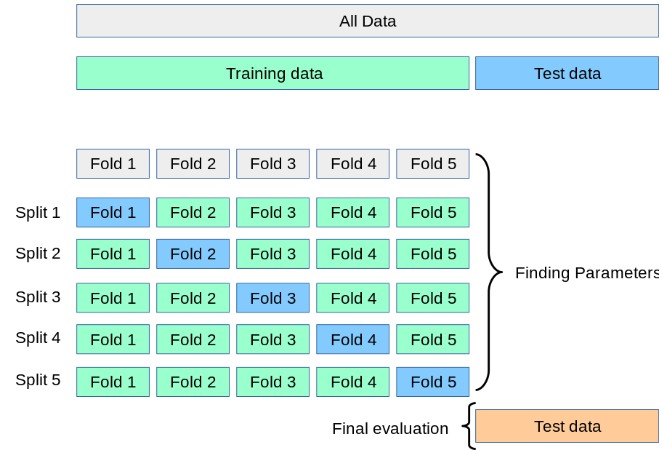 All Data
Training data Test data
Fold 1 Fold 2 Fold 3 Fold 4 Fold 5
Split 1 Fold 1 Fold 2 Fold 3 Fold 4 Fold 5
Split 2 Fold 1 Fold 2 Fold 3 Fold 4 Fold 5
Finding Parameters
Split 3 Fold 1 Fold 2 Fold 3 Fold 4 Fold 5
Split 4 Fold 1 Fold 2 Fold 3 Fold 4 Fold 5
Split 5 Fold 1 Fold 2 Fold 3 Fold 4 Fold 5
Final evaluation Test data